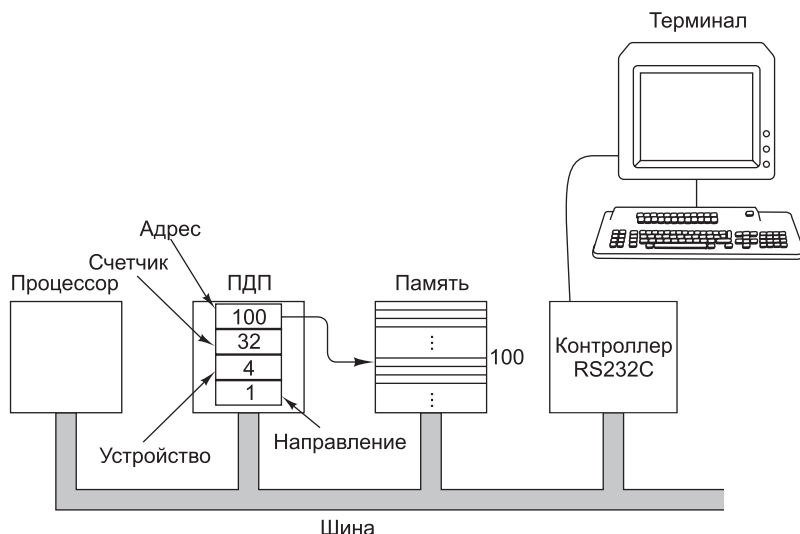 Терминал
Адрес
Счетчик
Процессор
ПДП
Память
100
32
4
1
100
Контроллер
RS232C
Устройство
Направление
Шина